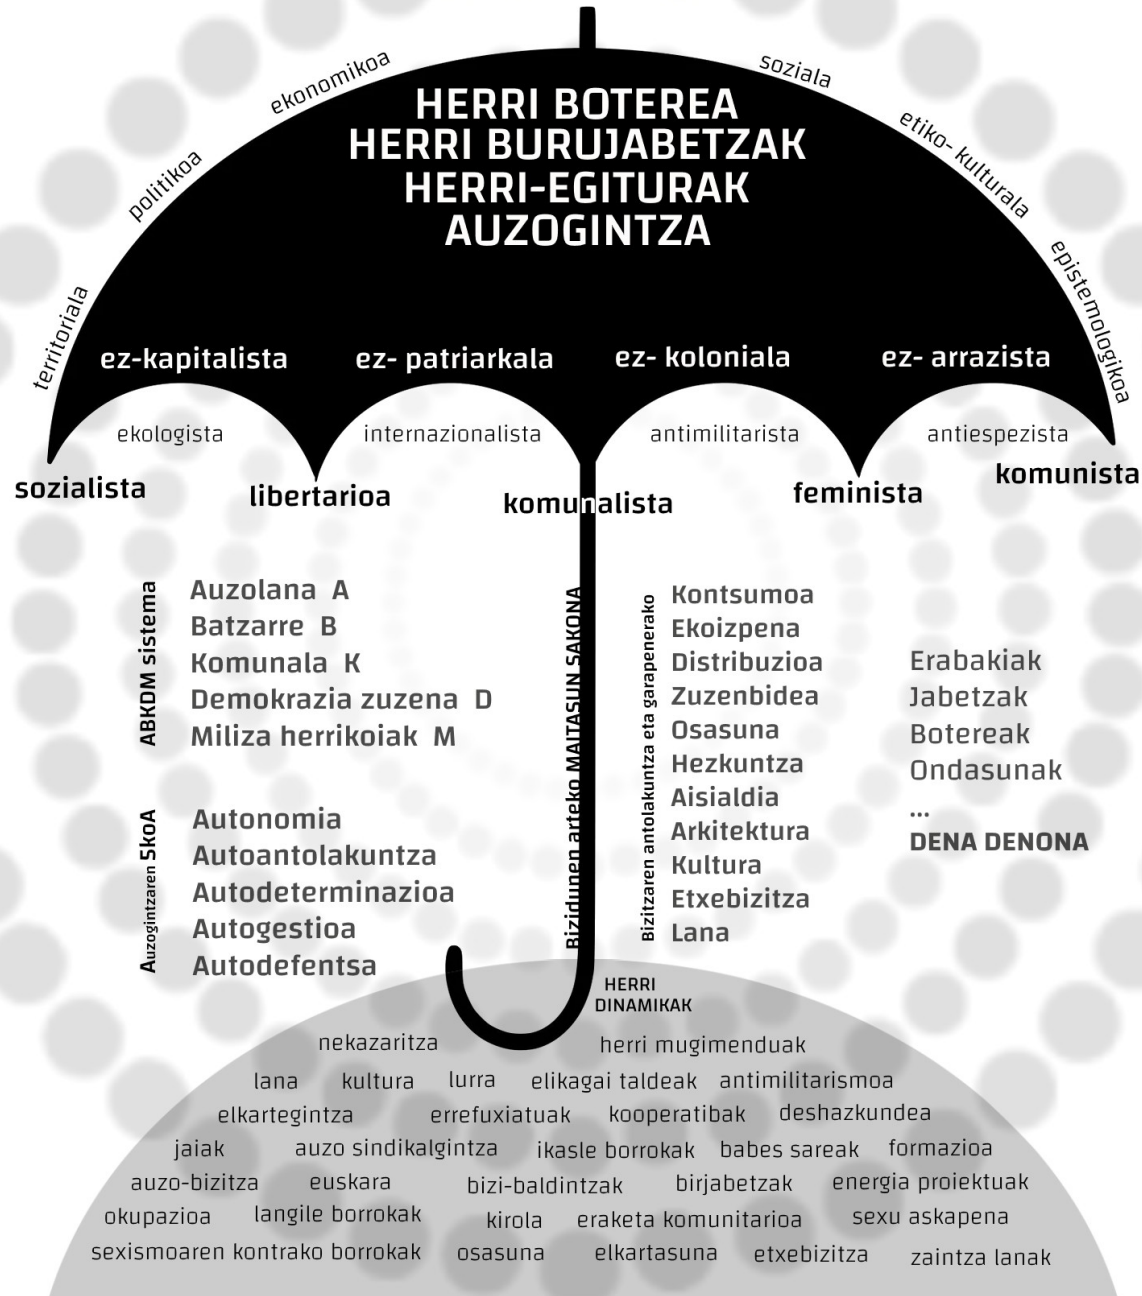 ekonomikoa
soziala
politikoa
etiko- kulturala
territoriala
epistemologikoa
HERRI BOTEREA
HERRI BURUJABETZAK
HERRI-EGITURAK
AUZOGINTZA
ez-kapitalista
ez- patriarkala
ez- koloniala
ez- arrazista
ekologista
internazionalista
antimilitarista
antiespezista
sozialista
libertarioa
komunalista
feminista
komunista
ABKDM sistema
Auzolana A
Batzarre B
Komunala K
Demokrazia zuzena D
Miliza herrikoiak M
Auzogintzaren 5koA
Autonomia
Autoantolakuntza
Autodeterminazioa
Autogestioa
Autodefentsa
Bizidunen arteko MAITASUN SAKONA
Bizitzaren antolakuntza eta garapenerako
Kontsumoa
Ekoizpena
Distribuzioa
Zuzenbidea
Osasuna
Hezkuntza
Aisialdia
Arkitektura
Kultura
Etxebizitza
Lana
Erabakiak
Jabetzak
Botereak
Ondasunak
...
DENA DENONA
HERRI
DINAMIKAK
nekazaritza herri mugimenduak
lana kultura lurra elikagai taldeak antimilitarismoa
elkartegintza errefuxiatuak kooperatibak deshazkundea
jaiak auzo sindikalgintza ikasle borrokak babes sareak formazioa
auzo-bizitza euskara bizi-baldintzak birjabetzak energia proiektuak
okupazioa langile borrokak kirola eraketa komunitarioa sexu askapena
sexismoaren kontrako borrokak osasuna elkartasuna etxebizitza zaintza lanak